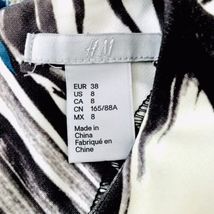 H&M
EUR 38
US 8
CA 8
CN 165/88A
MX 8
Made in
China
Fabriqué en
Chine